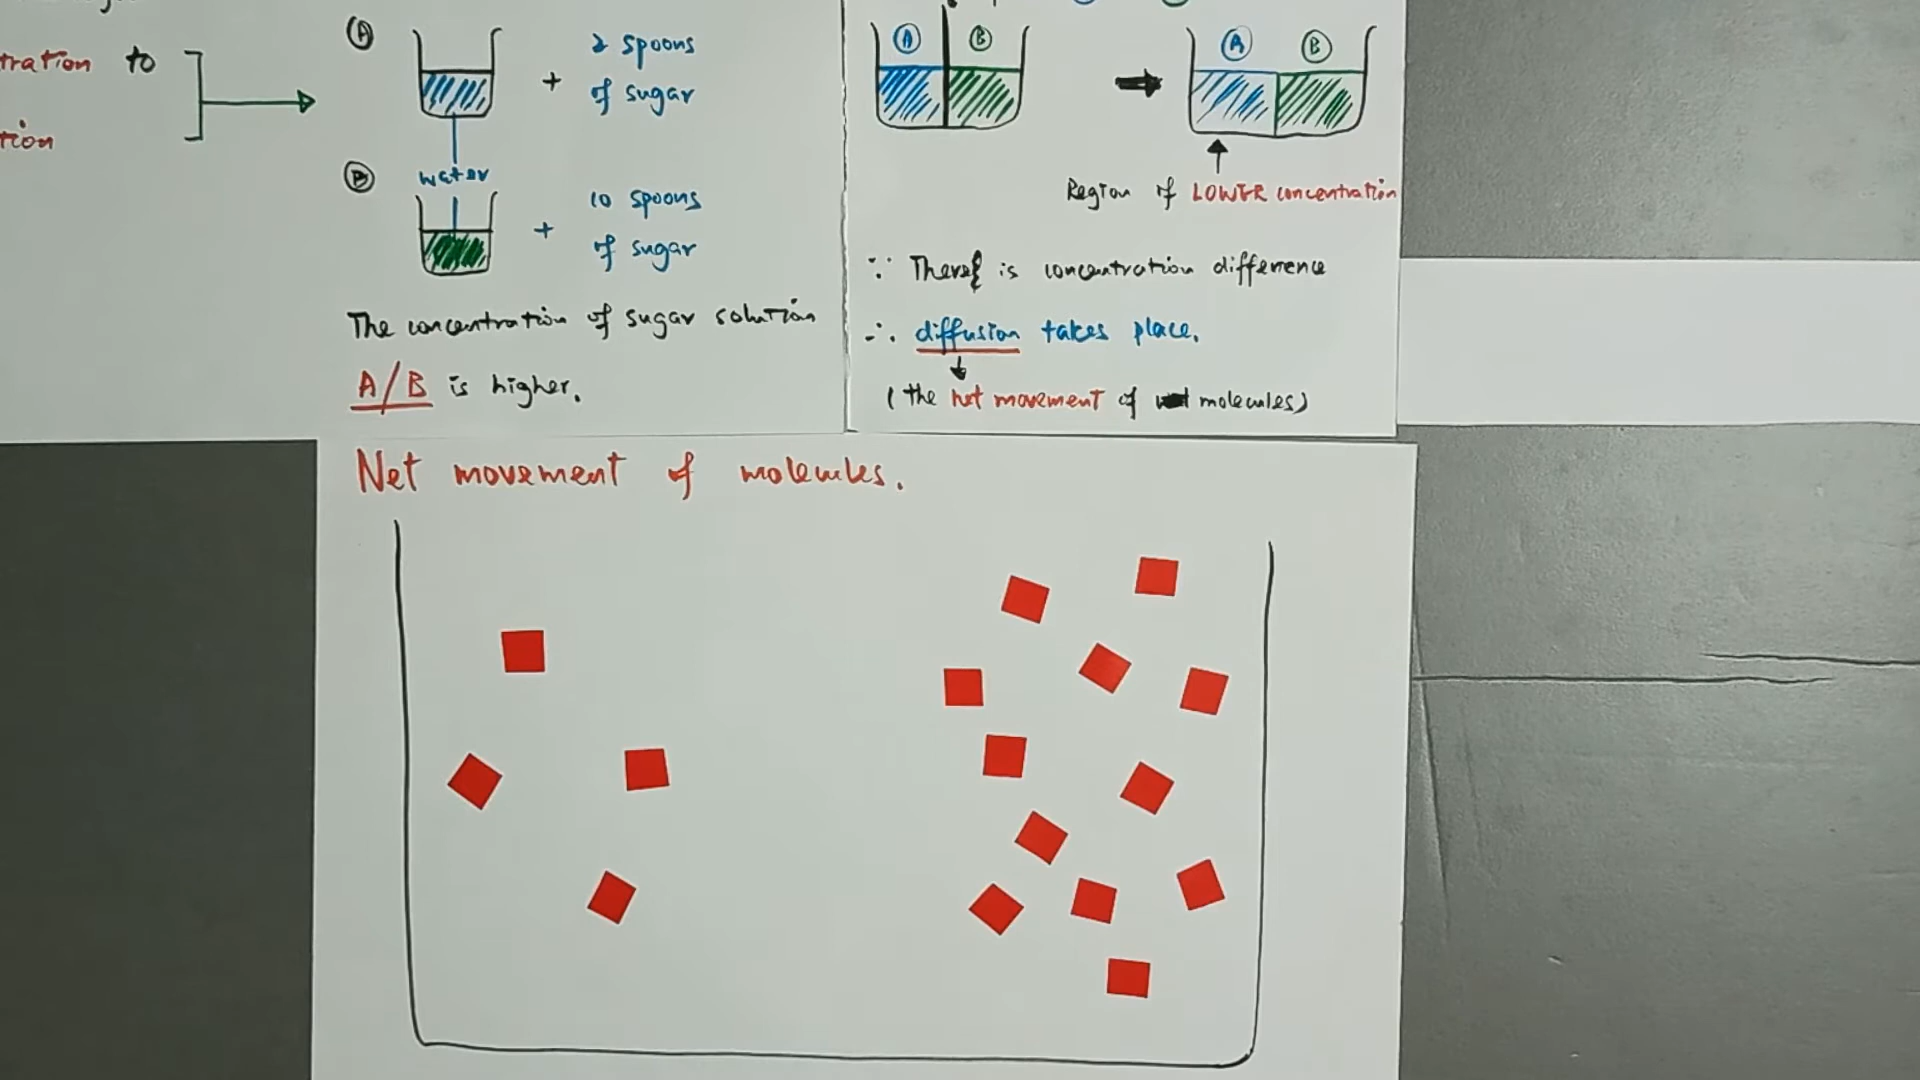 tration to
tion
A
+ 2 spoons
of sugar
water
B
+ 10 spoons
of sugar
The concentration of sugar solution
A/B is higher.
A B
A B
Region of LOWER concentration
∵ There is concentration difference
∴ diffusion takes place.
(the net movement of molecules)
Net movement of molecules.